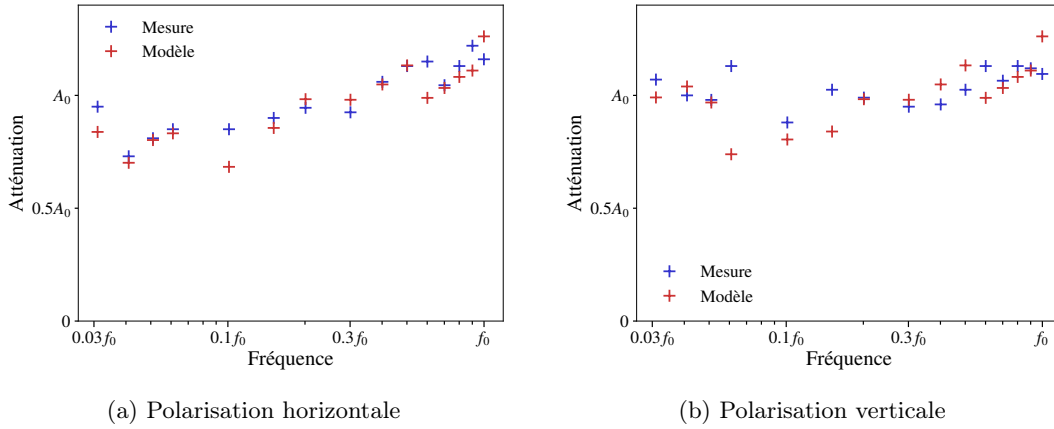 Mesure
Modèle
A₀
0.5A₀
0
Atténuation
0.03f₀
0.1f₀
0.3f₀
f₀
Fréquence
(a) Polarisation horizontale
A₀
0.5A₀
0
Atténuation
Mesure
Modèle
0.03f₀
0.1f₀
0.3f₀
f₀
Fréquence
(b) Polarisation verticale